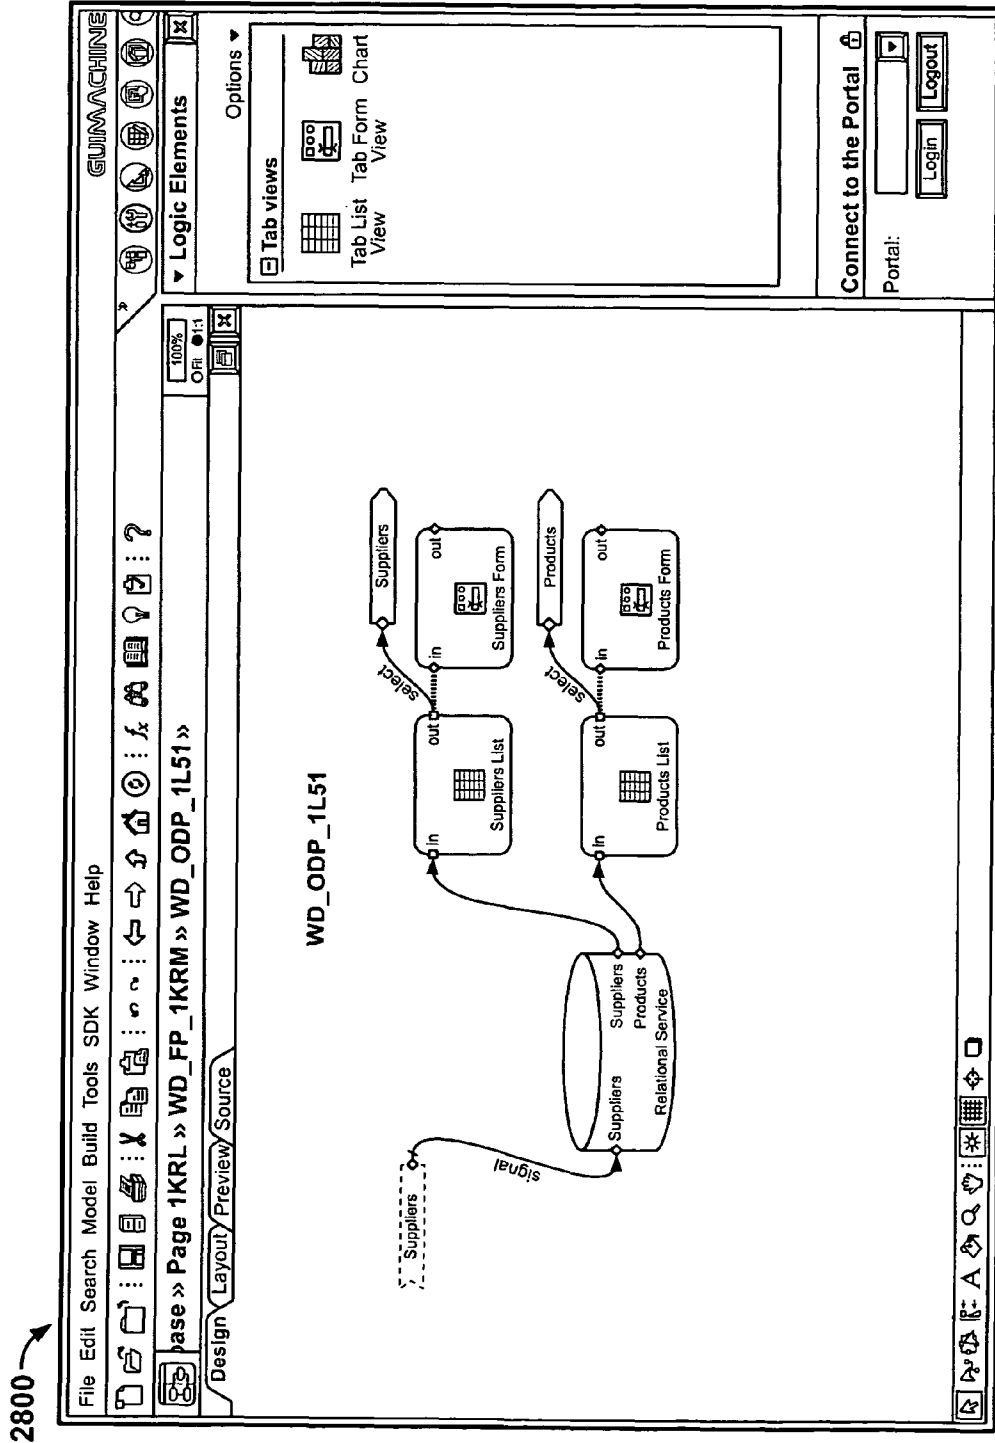 2800
GUIMACHINE
File Edit Search Model Build Tools SDK Window Help
»
base » Page 1KRL » WD_FP_1KRM » WD_ODP_1L51 »
100%
Fit 1:1
Design Layout Preview Source
WD_ODP_1L51
Suppliers
signal
Suppliers
Suppliers
Products
Relational Service
in
out
Suppliers List
select
Suppliers
in
out
Suppliers Form
in
out
Products List
select
Products
in
out
Products Form
Logic Elements
Options
Tab views
Tab List View
Tab Form View
Chart
Connect to the Portal
Portal:
Login
Logout